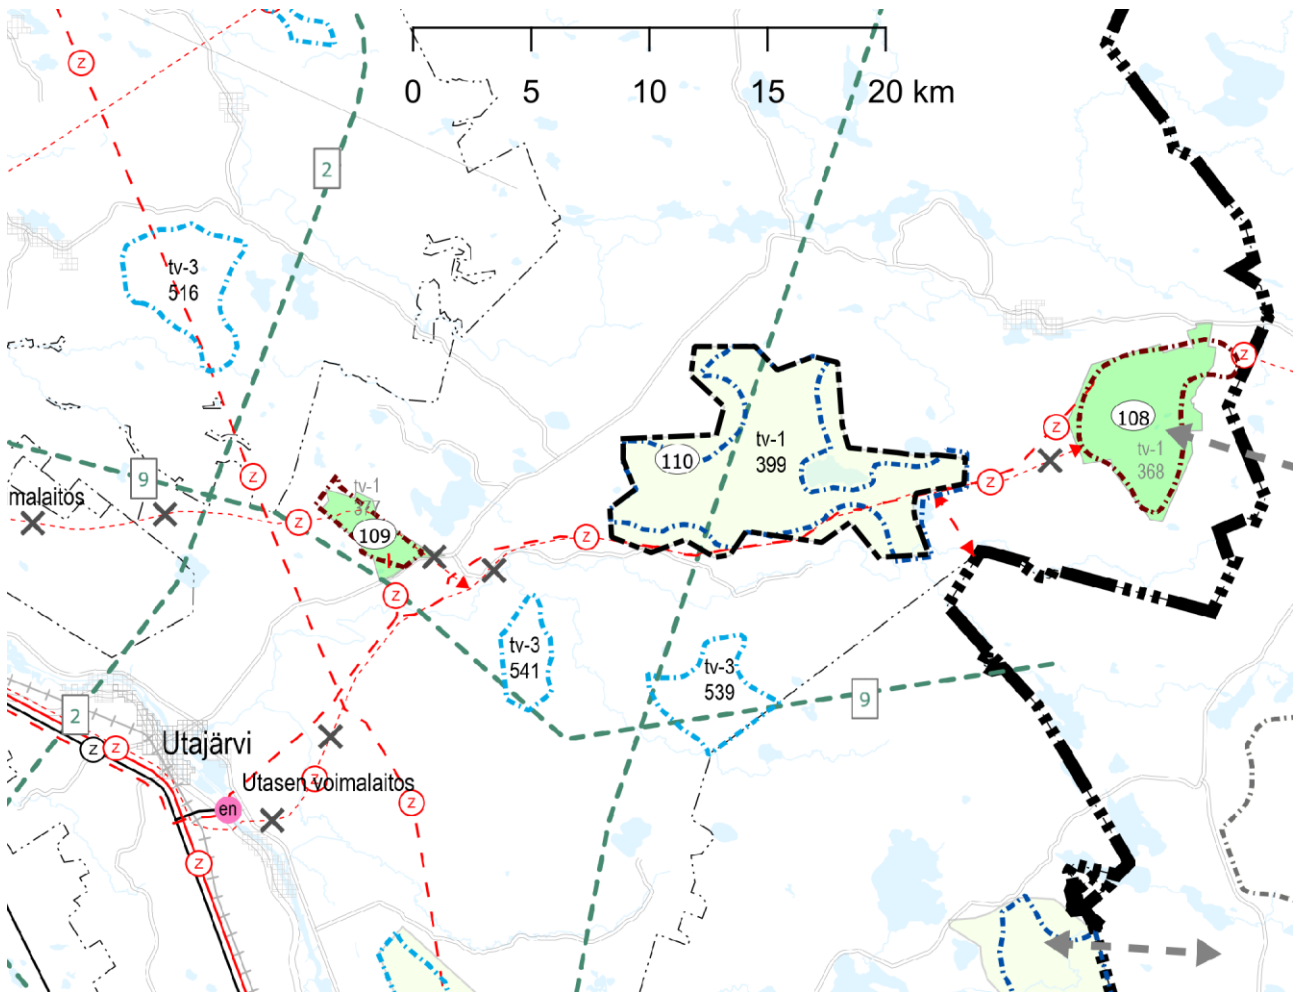 z
0 5 10 15 20 km
2
tv-3
516
z
108
tv-1
368
tv-1
399
110
z
z
9
malaitos
z
tv-1
377
z
109
z
z
tv-3
541
tv-3
539
9
2
Utajärvi
z
z
Utasen voimalaitos
z
en
z
z